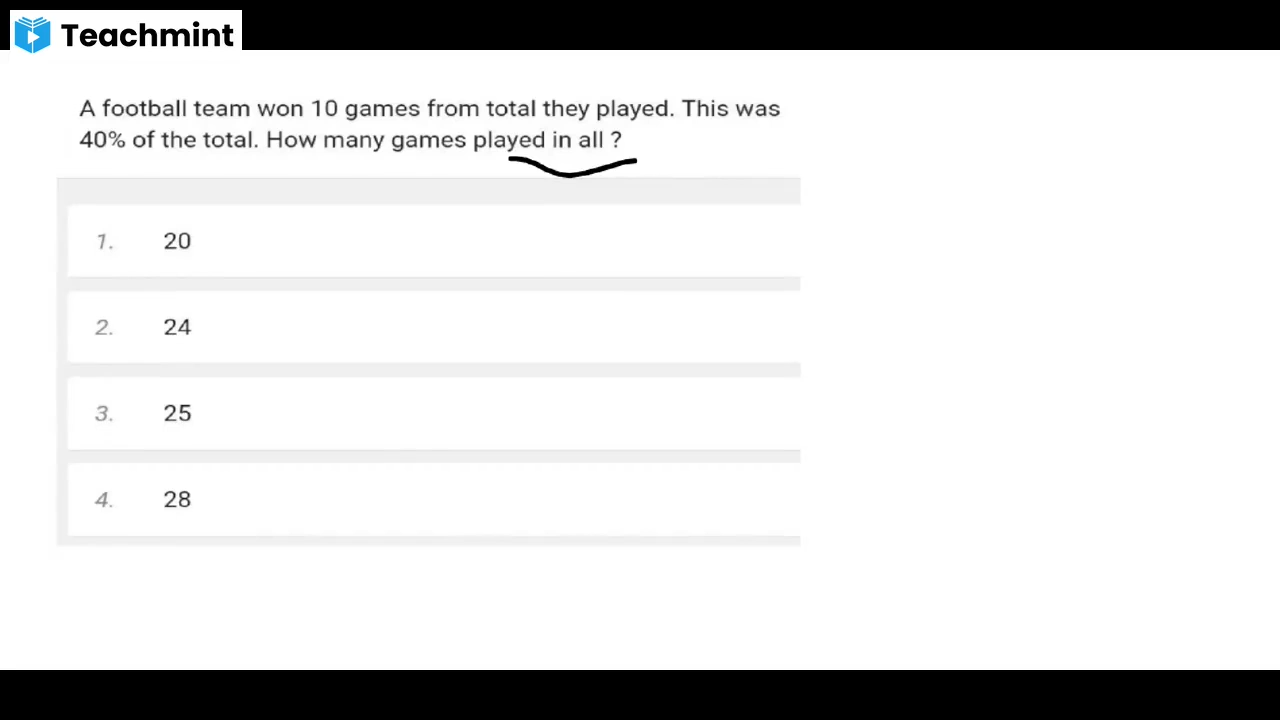 Teachmint
A football team won 10 games from total they played. This was
40% of the total. How many games played in all ?
1. 20
2. 24
3. 25
4. 28